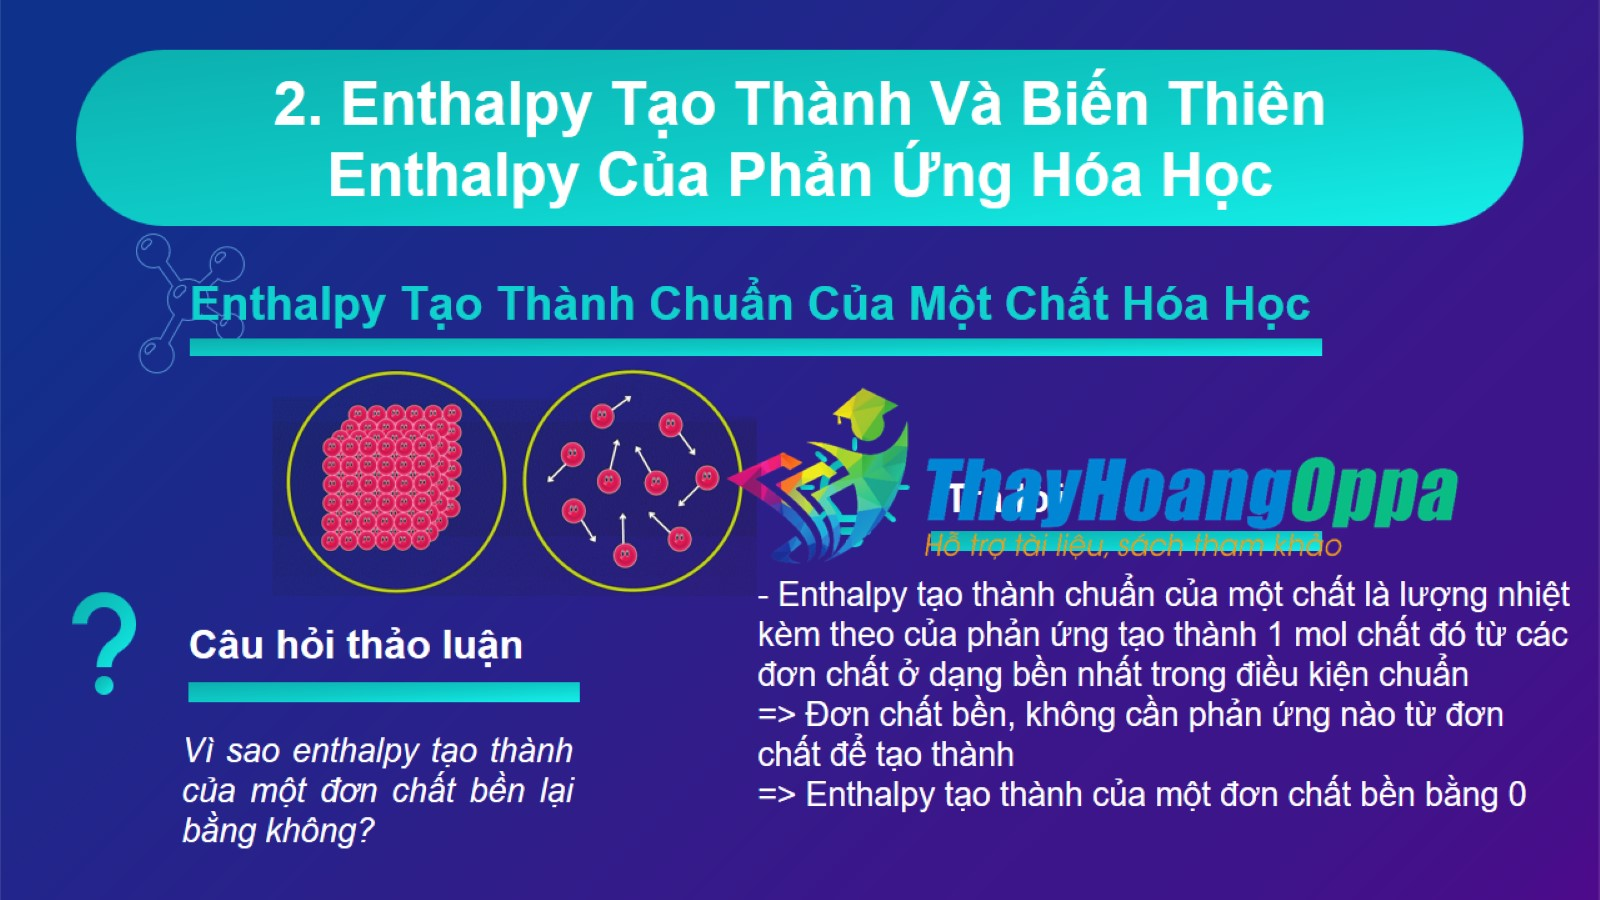 2. Enthalpy Tạo Thành Và Biến Thiên
Enthalpy Của Phản Ứng Hóa Học
Enthalpy Tạo Thành Chuẩn Của Một Chất Hóa Học
ThayHoangOppa
Hỗ trợ tài liệu, sách tham khảo
Câu hỏi thảo luận
Vì sao enthalpy tạo thành
của một đơn chất bền lại
bằng không?
- Enthalpy tạo thành chuẩn của một chất là lượng nhiệt
kèm theo của phản ứng tạo thành 1 mol chất đó từ các
đơn chất ở dạng bền nhất trong điều kiện chuẩn
=> Đơn chất bền, không cần phản ứng nào từ đơn
chất để tạo thành
=> Enthalpy tạo thành của một đơn chất bền bằng 0